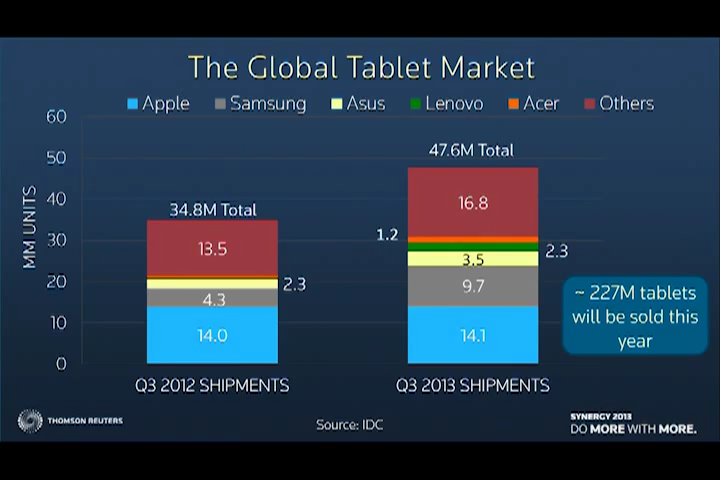 The Global Tablet Market
Apple Samsung Asus Lenovo Acer Others
MM UNITS
60
50
40
30
20
10
0
34.8M Total
13.5
2.3
4.3
14.0
47.6M Total
16.8
1.2
2.3
3.5
9.7
14.1
~ 227M tablets
will be sold this
year
Q3 2012 SHIPMENTS
Q3 2013 SHIPMENTS
THOMSON REUTERS
Source: IDC
SYNERGY 2013
DO MORE WITH MORE.